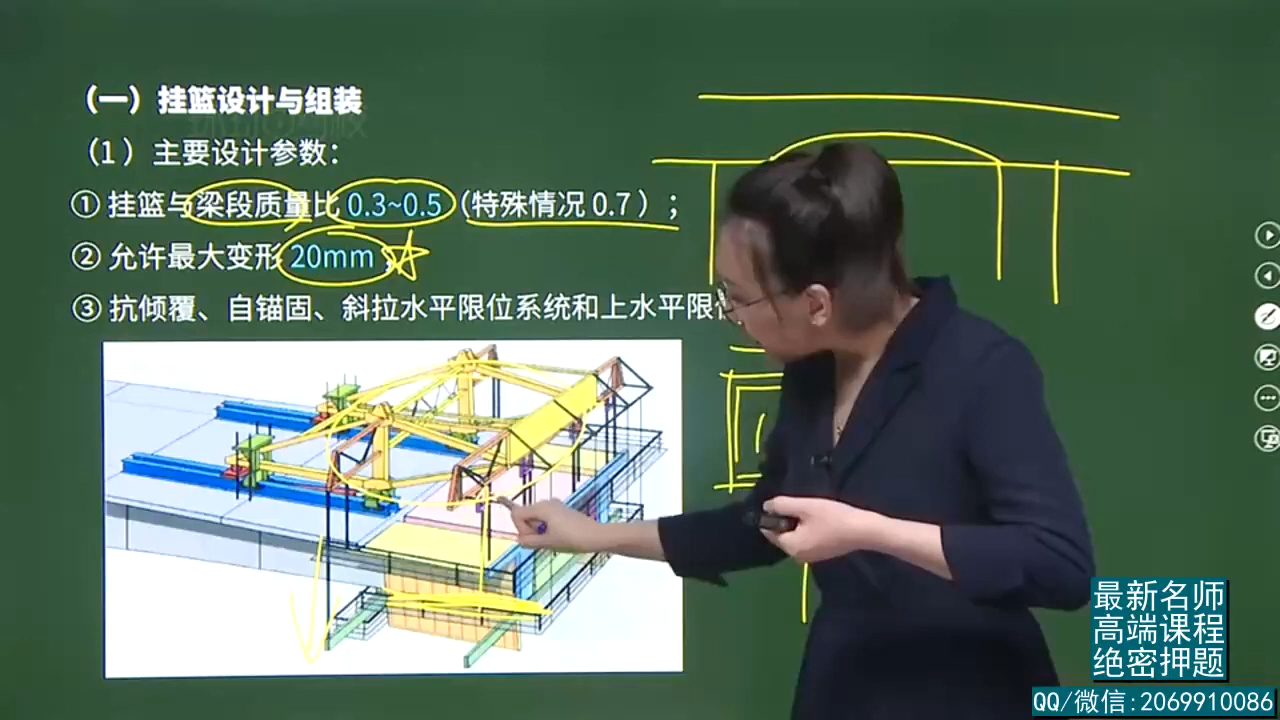 （一）挂篮设计与组装
（1）主要设计参数：
① 挂篮与梁段质量比 0.3~0.5（特殊情况 0.7）；
② 允许最大变形 20mm；
③ 抗倾覆、自锚固、斜拉水平限位系统和上水平限
最新名师
高端课程
绝密押题
QQ/微信:2069910086